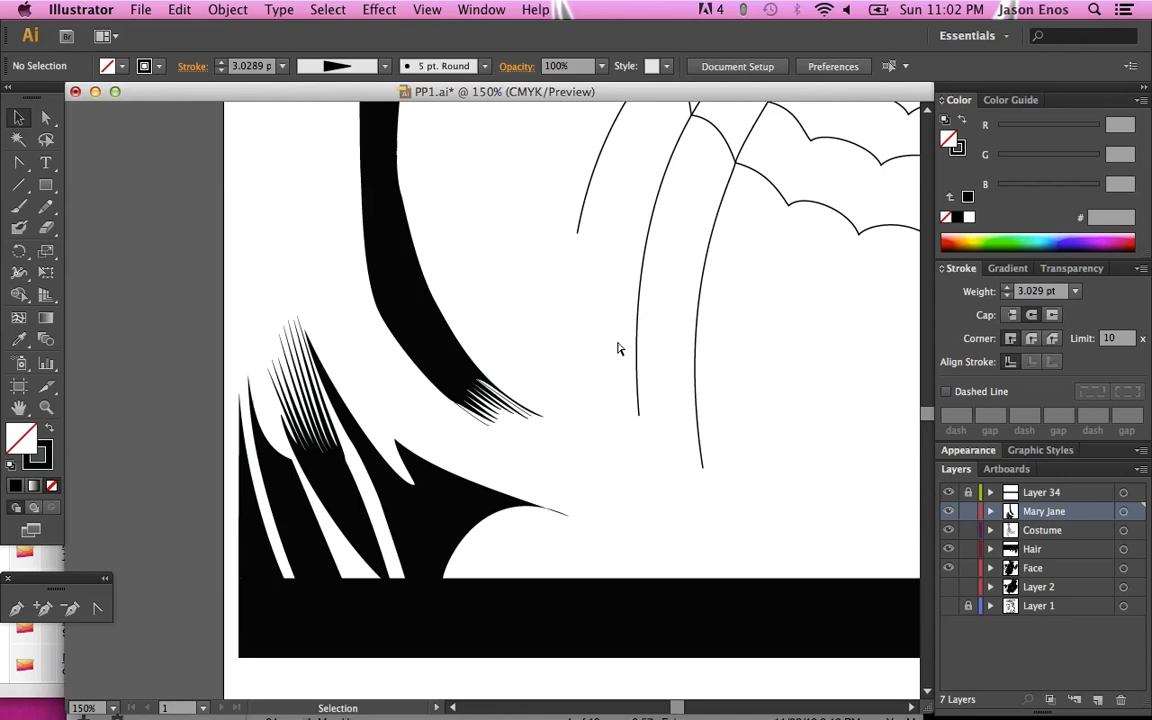 Illustrator File Edit Object Type Select Effect View Window Help
4 Sun 11:02 PM Jason Enos
Ai Br Essentials
No Selection Stroke: 3.0289 p 5 pt. Round Opacity: 100% Style: Document Setup Preferences
PP1.ai* @ 150% (CMYK/Preview)
Color Color Guide
R
G
B
#
Stroke Gradient Transparency
Weight: 3.029 pt
Cap:
Corner: Limit: 10 x
Align Stroke:
Dashed Line
dash gap dash gap dash gap
Appearance Graphic Styles
Layers Artboards
Layer 34
Mary Jane
Costume
Hair
Face
Layer 2
Layer 1
7 Layers
150% 1 Selection